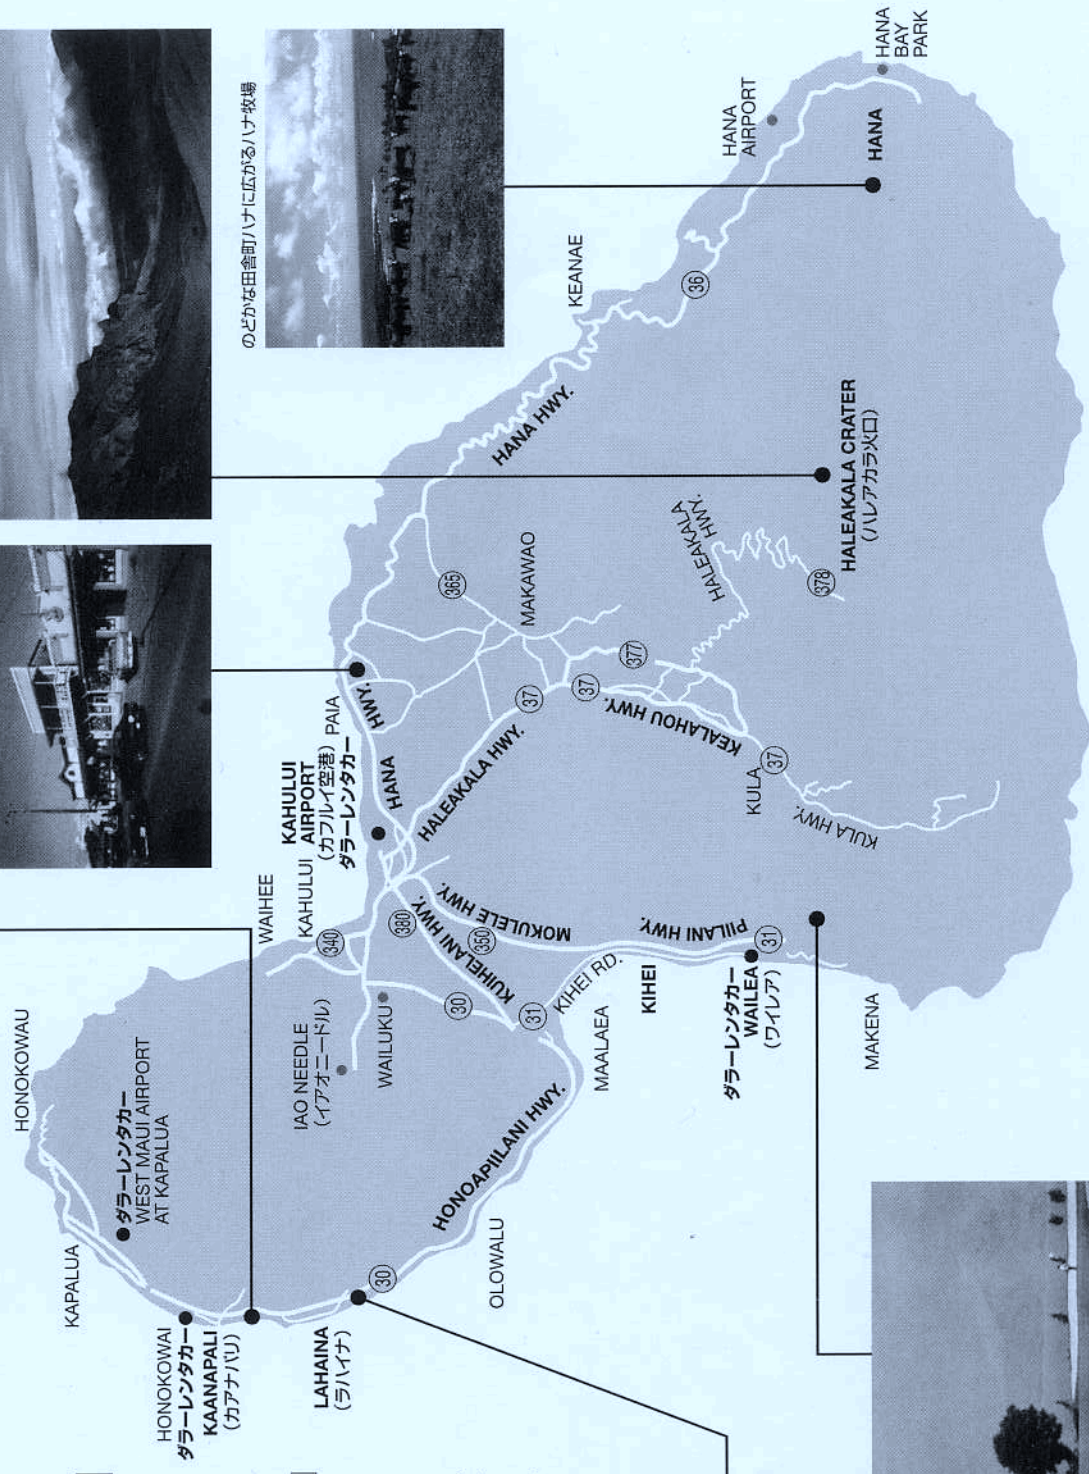 HONOKOWAU
KAPALUA
ダラーレンタカー
WEST MAUI AIRPORT
AT KAPALUA
HONOKOWAI
ダラーレンタカー
KAANAPALI
(カアナパリ)
LAHAINA
(ラハイナ)
30
OLOWALU
HONOAPIILANI HWY.
IAO NEEDLE
(イアオニードル)
WAILUKU
WAIHEE
KAHULUI
340
30
380
KUIHELANI HWY.
350
MOKULELE HWY.
31
KIHEI RD.
MAALAEA
KIHEI
PIILANI HWY.
31
ダラーレンタカー
WAILEA
(ワイレア)
MAKENA
KAHULUI
AIRPORT
(カフルイ空港)
ダラーレンタカー
PAIA
HANA
HWY.
HALEAKALA HWY.
37
37
KEALAHOU HWY.
377
KULA
37
KULA HWY.
365
MAKAWAO
HALEAKALA
HWY.
378
HALEAKALA CRATER
(ハレアカラ火口)
HANA HWY.
KEANAE
36
HANA
AIRPORT
HANA
HANA
BAY
PARK
のどかな田舎町ハナに広がるハナ牧場